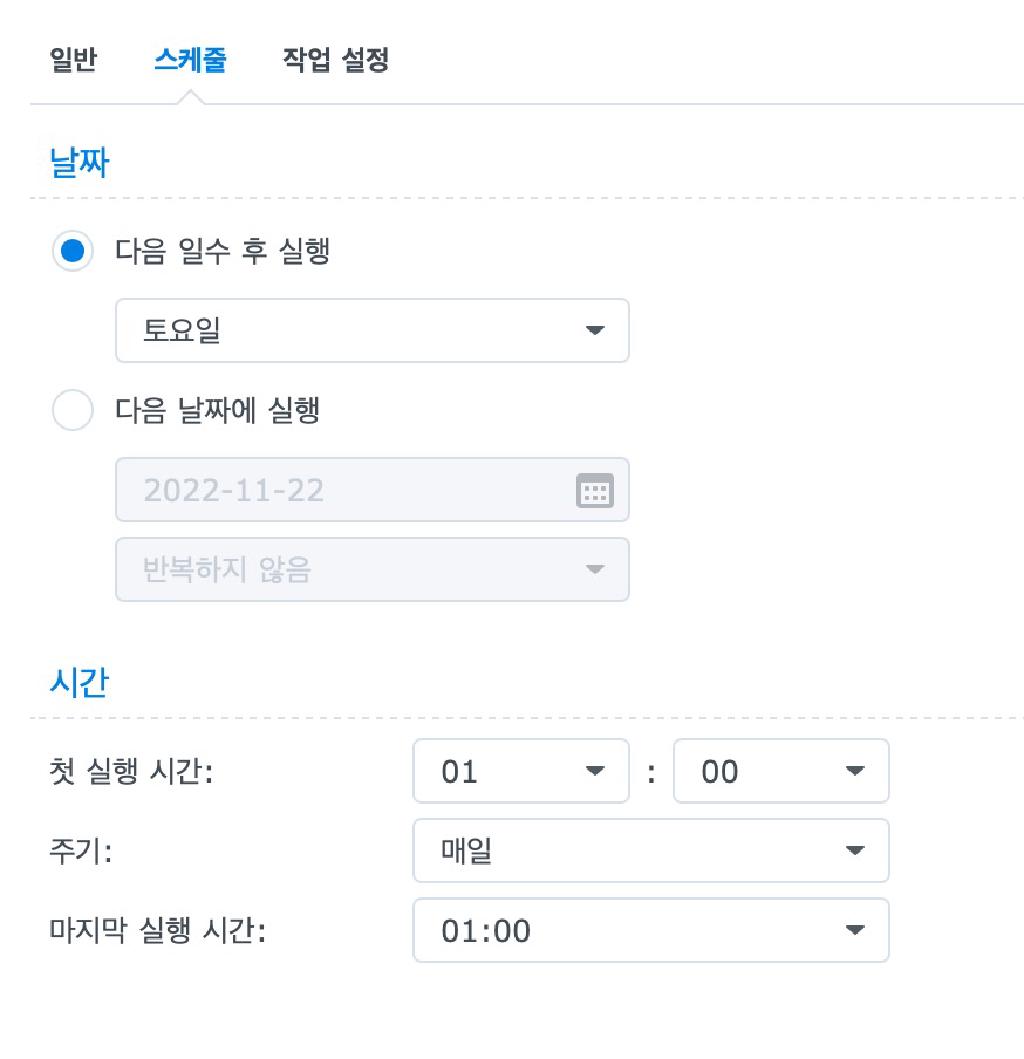 일반 스케줄 작업 설정
날짜
다음 일수 후 실행
토요일
다음 날짜에 실행
2022-11-22
반복하지 않음
시간
첫 실행 시간: 01 : 00
주기: 매일
마지막 실행 시간: 01:00